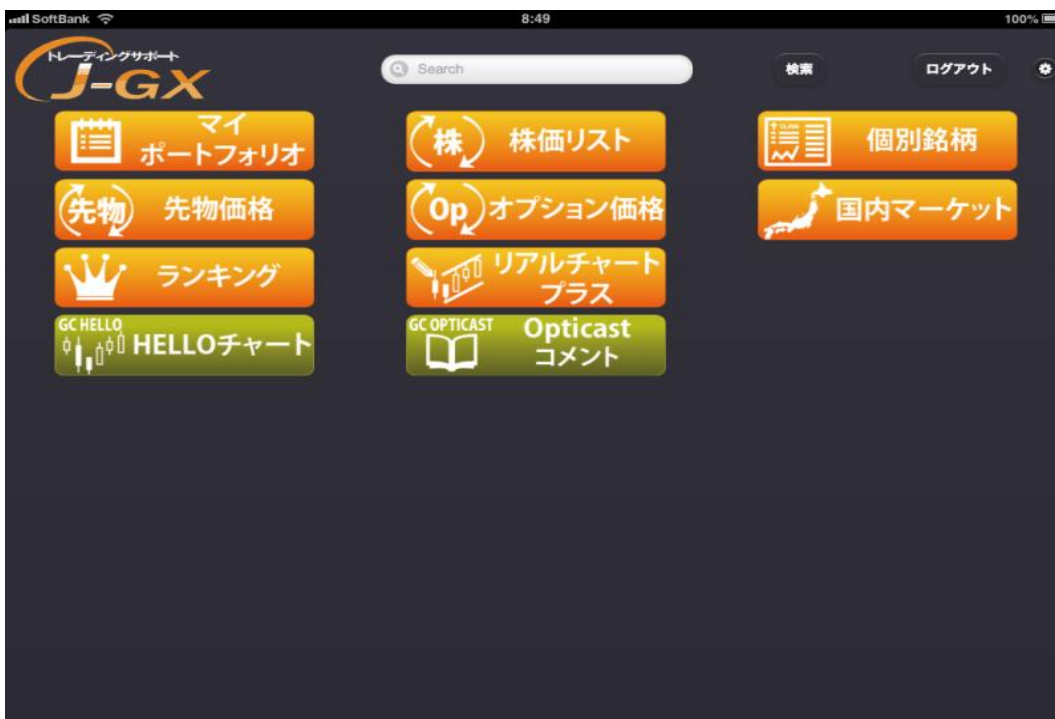 SoftBank 8:49 100%
トレーディングサポート
J-GX
Search
検索
ログアウト
マイ
ポートフォリオ
株 株価リスト
個別銘柄
先物 先物価格
Op オプション価格
国内マーケット
ランキング
リアルチャート
プラス
GC HELLO
HELLOチャート
GC OPTICAST
Opticast
コメント